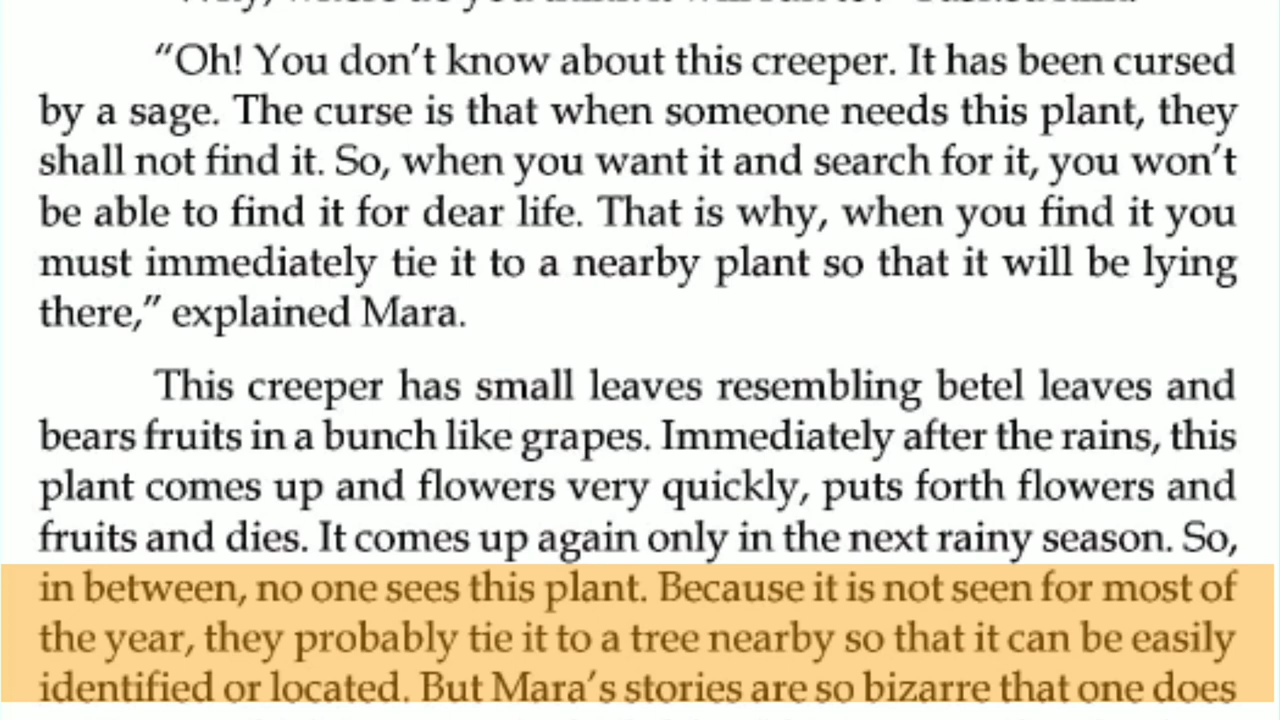 "Oh! You don't know about this creeper. It has been cursed
by a sage. The curse is that when someone needs this plant, they
shall not find it. So, when you want it and search for it, you won't
be able to find it for dear life. That is why, when you find it you
must immediately tie it to a nearby plant so that it will be lying
there," explained Mara.
This creeper has small leaves resembling betel leaves and
bears fruits in a bunch like grapes. Immediately after the rains, this
plant comes up and flowers very quickly, puts forth flowers and
fruits and dies. It comes up again only in the next rainy season. So,
in between, no one sees this plant. Because it is not seen for most of
the year, they probably tie it to a tree nearby so that it can be easily
identified or located. But Mara's stories are so bizarre that one does